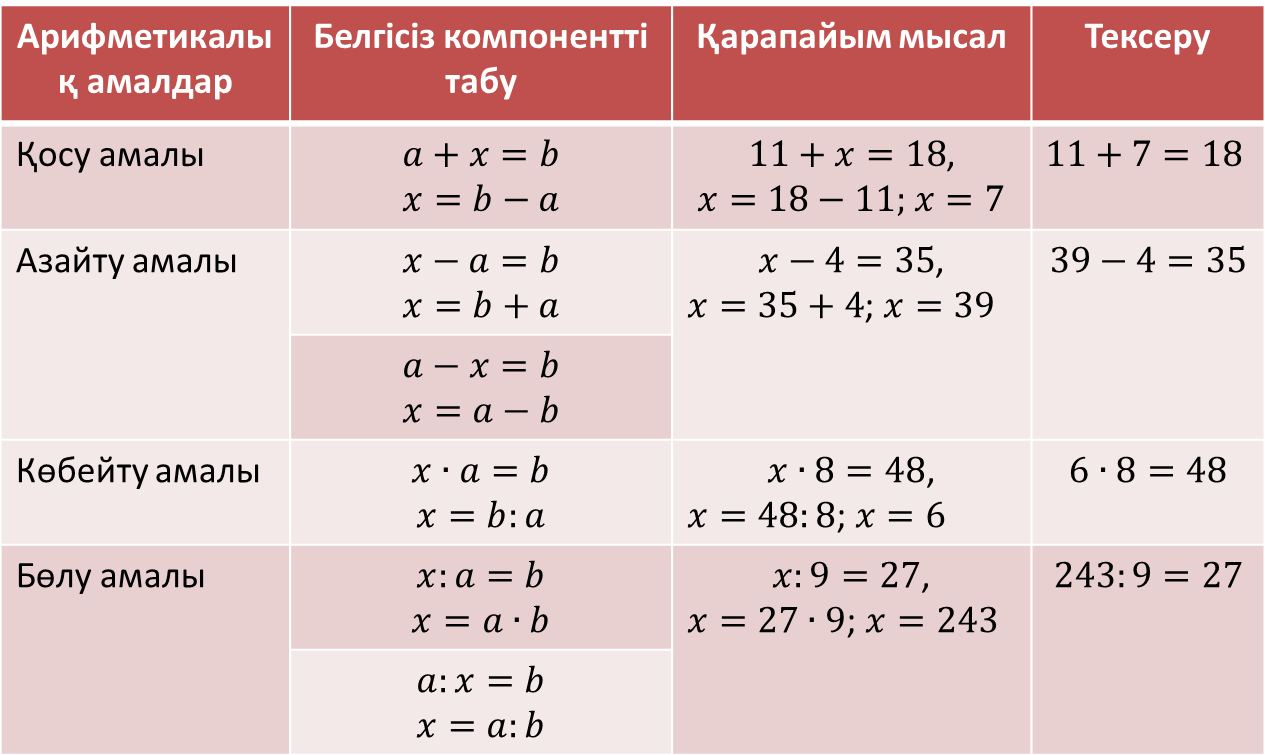 Арифметикалы
қ амалдар
Белгісіз компонентті
табу
Қарапайым мысал
Тексеру
Қосу амалы
a + x = b
x = b − a
11 + x = 18,
x = 18 − 11; x = 7
11 + 7 = 18
Азайту амалы
x − a = b
x = b + a
a − x = b
x = a − b
x − 4 = 35,
x = 35 + 4; x = 39
39 − 4 = 35
Көбейту амалы
x · a = b
x = b: a
x · 8 = 48,
x = 48: 8; x = 6
6 · 8 = 48
Бөлу амалы
x: a = b
x = a · b
a: x = b
x = a: b
x: 9 = 27,
x = 27 · 9; x = 243
243: 9 = 27